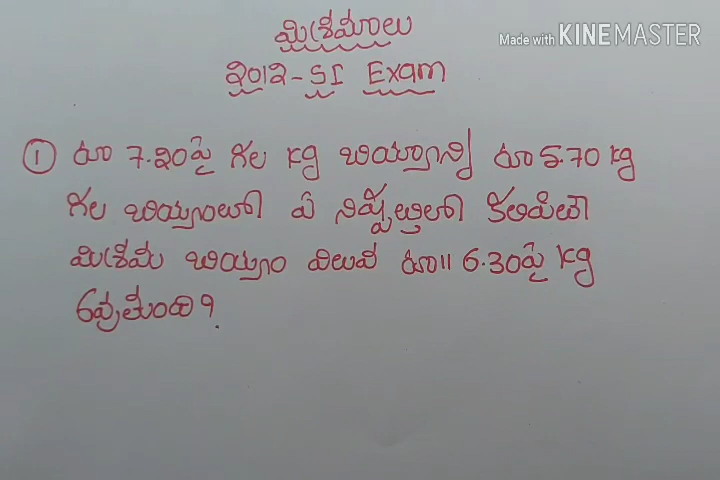 మిశ్రమాలు
Made with KINEMASTER
2012 - SI Exam
① రూ 7.20పై గల kg బియ్యాన్ని రూ 5.70 kg
గల బియ్యంతో ఏ నిష్పత్తిలో కలిపితే
మిశ్రమ బియ్యం విలువ రూ॥ 6.30పై kg
అవుతుంది?